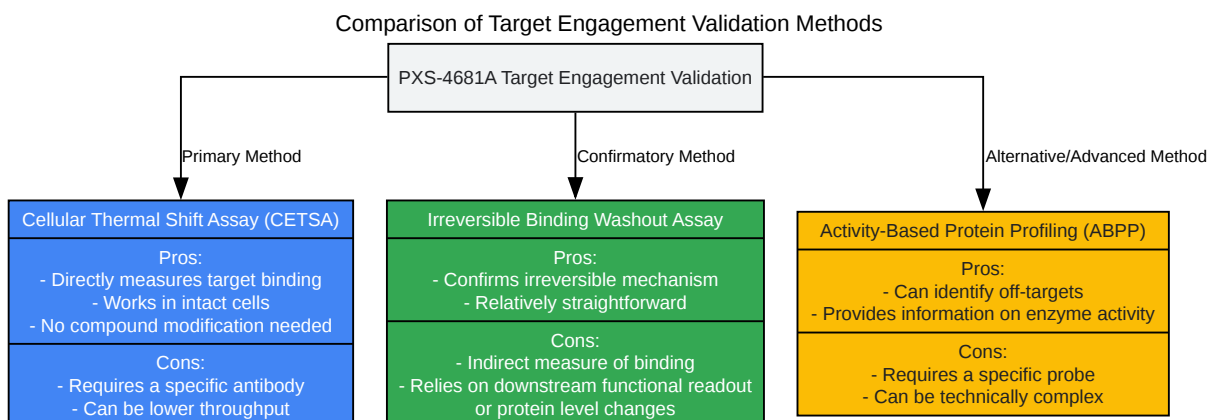 Comparison of Target Engagement Validation Methods
PXS-4681A Target Engagement Validation
Primary Method
Confirmatory Method
Alternative/Advanced Method
Cellular Thermal Shift Assay (CETSA)
Pros:
- Directly measures target binding
- Works in intact cells
- No compound modification needed
Cons:
- Requires a specific antibody
- Can be lower throughput
Irreversible Binding Washout Assay
Pros:
- Confirms irreversible mechanism
- Relatively straightforward
Cons:
- Indirect measure of binding
- Relies on downstream functional readout
or protein level changes
Activity-Based Protein Profiling (ABPP)
Pros:
- Can identify off-targets
- Provides information on enzyme activity
Cons:
- Requires a specific probe
- Can be technically complex